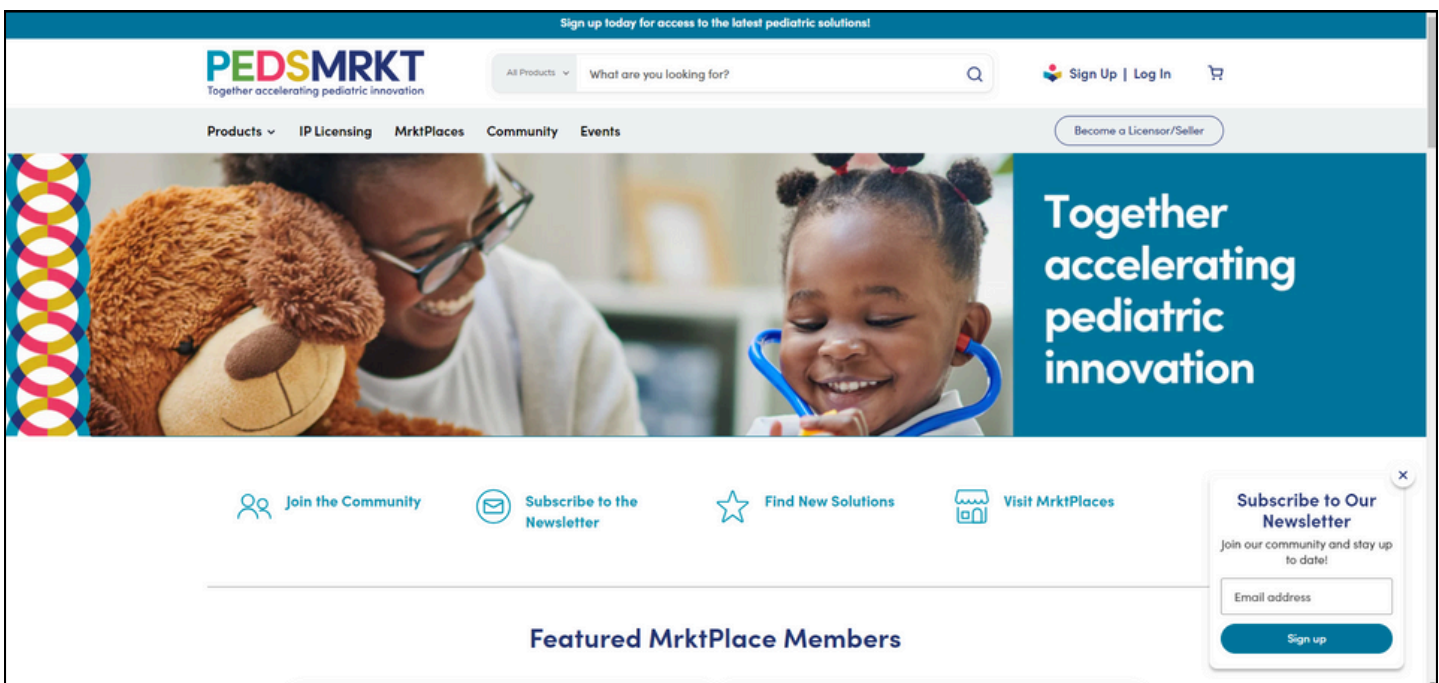 Sign up today for access to the latest pediatric solutions!
PEDSMRKT
Together accelerating pediatric innovation
All Products
What are you looking for?
Sign Up | Log In
Products
IP Licensing
MrktPlaces
Community
Events
Become a Licensor/Seller
Together
accelerating
pediatric
innovation
Join the Community
Subscribe to the
Newsletter
Find New Solutions
Visit MrktPlaces
Subscribe to Our
Newsletter
Join our community and stay up
to date!
Email address
Sign up
Featured MrktPlace Members